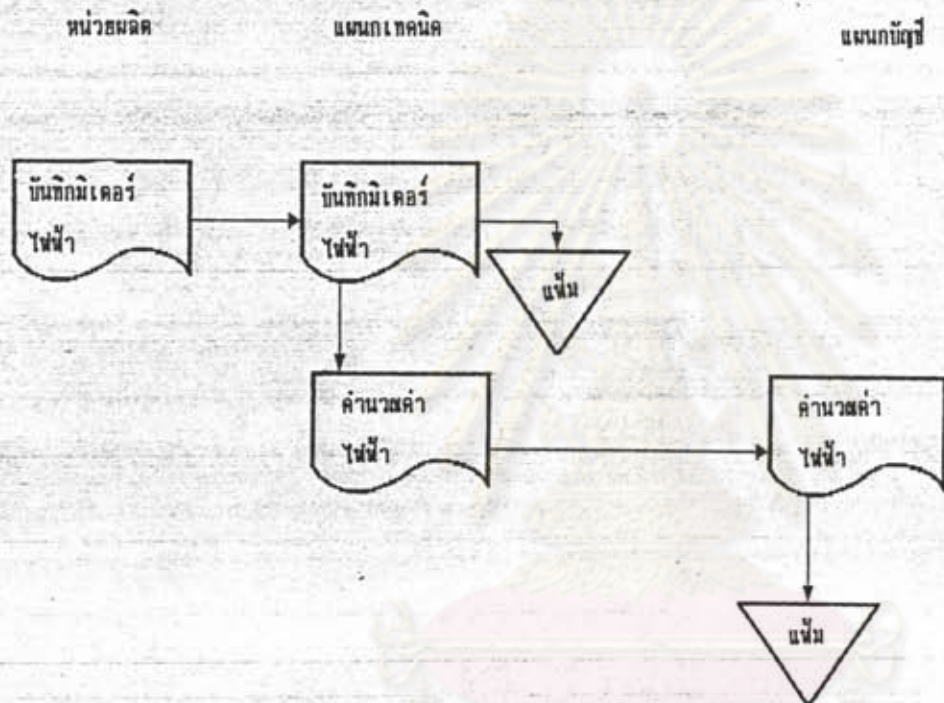 หน่วยผลิต
แผนกเทคนิค
แผนกบัญชี
บันทึกมิเตอร์
ไฟฟ้า
บันทึกมิเตอร์
ไฟฟ้า
แฟ้ม
คำนวณค่า
ไฟฟ้า
คำนวณค่า
ไฟฟ้า
แฟ้ม